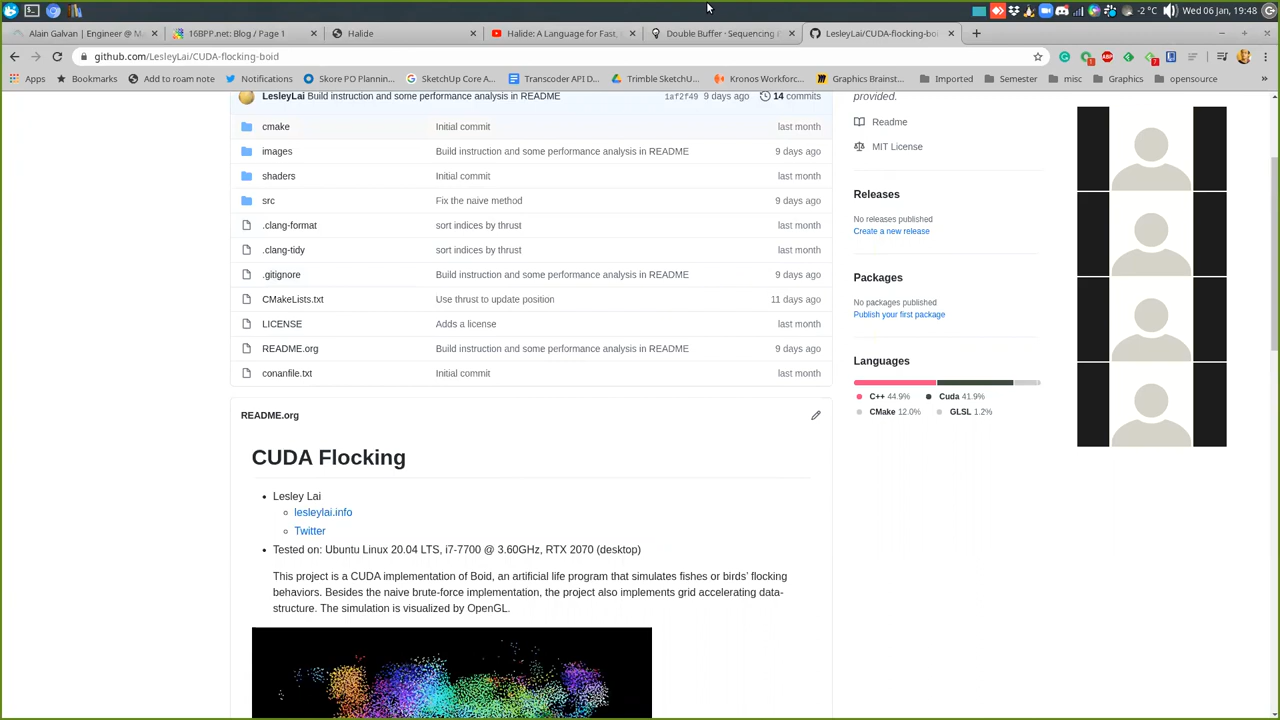 -2 °C Wed 06 Jan, 19:48
Alain Galvan | Engineer @ M
16BPP.net: Blog / Page 1
Halide
Halide: A Language for Fast,
Double Buffer · Sequencing P
LesleyLai/CUDA-flocking-boi
github.com/LesleyLai/CUDA-flocking-boid
Apps
Bookmarks
Add to roam note
Notifications
Skore PO Plannin...
SketchUp Core A...
Transcoder API D...
Trimble SketchU...
Kronos Workforc...
Graphics Brainst...
Imported
Semester
misc
Graphics
opensource
»
LesleyLai Build instruction and some performance analysis in README 1af2f49 9 days ago 14 commits
cmake Initial commit last month
images Build instruction and some performance analysis in README 9 days ago
shaders Initial commit last month
src Fix the naive method 9 days ago
.clang-format sort indices by thrust last month
.clang-tidy sort indices by thrust last month
.gitignore Build instruction and some performance analysis in README 9 days ago
CMakeLists.txt Use thrust to update position 11 days ago
LICENSE Adds a license last month
README.org Build instruction and some performance analysis in README 9 days ago
conanfile.txt Initial commit last month
README.org
CUDA Flocking
Lesley Lai
lesleylai.info
Twitter
Tested on: Ubuntu Linux 20.04 LTS, i7-7700 @ 3.60GHz, RTX 2070 (desktop)
This project is a CUDA implementation of Boid, an artificial life program that simulates fishes or birds' flocking
behaviors. Besides the naive brute-force implementation, the project also implements grid accelerating data-
structure. The simulation is visualized by OpenGL.
provided.
Readme
MIT License
Releases
No releases published
Create a new release
Packages
No packages published
Publish your first package
Languages
C++ 44.9% Cuda 41.9%
CMake 12.0% GLSL 1.2%